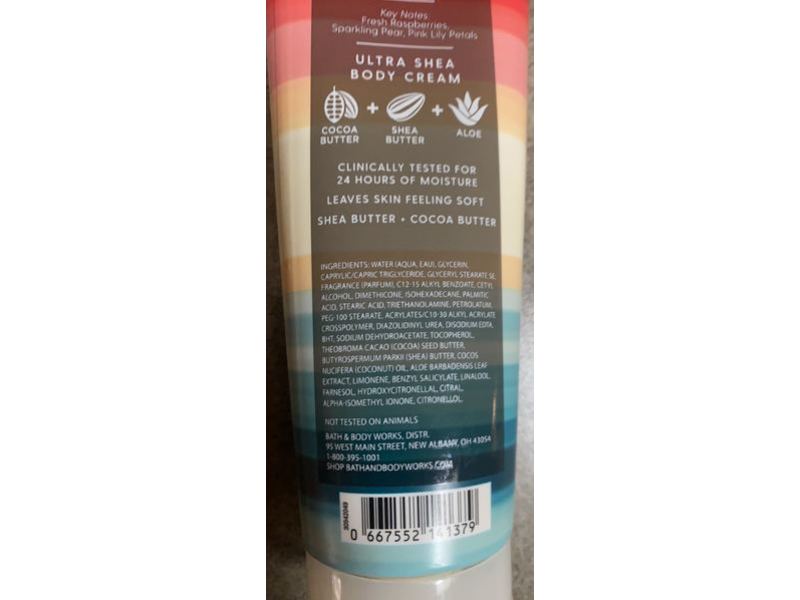 Key Notes:
Fresh Raspberries,
Sparkling Pear, Pink Lily Petals
ULTRA SHEA
BODY CREAM
COCOA BUTTER + SHEA BUTTER + ALOE
CLINICALLY TESTED FOR
24 HOURS OF MOISTURE
LEAVES SKIN FEELING SOFT
SHEA BUTTER • COCOA BUTTER
INGREDIENTS: WATER (AQUA, EAU), GLYCERIN,
CAPRYLIC/CAPRIC TRIGLYCERIDE, GLYCERYL STEARATE SE,
FRAGRANCE (PARFUM), C12-15 ALKYL BENZOATE, CETYL
ALCOHOL, DIMETHICONE, ISOHEXADECANE, PALMITIC
ACID, STEARIC ACID, TRIETHANOLAMINE, PETROLATUM,
PEG-100 STEARATE, ACRYLATES/C10-30 ALKYL ACRYLATE
CROSSPOLYMER, DIAZOLIDINYL UREA, DISODIUM EDTA,
BHT, SODIUM DEHYDROACETATE, TOCOPHEROL,
THEOBROMA CACAO (COCOA) SEED BUTTER,
BUTYROSPERMUM PARKII (SHEA) BUTTER, COCOS
NUCIFERA (COCONUT) OIL, ALOE BARBADENSIS LEAF
EXTRACT, LIMONENE, BENZYL SALICYLATE, LINALOOL,
FARNESOL, HYDROXYCITRONELLAL, CITRAL,
ALPHA-ISOMETHYL IONONE, CITRONELLOL.
NOT TESTED ON ANIMALS
BATH & BODY WORKS, DISTR.
95 WEST MAIN STREET, NEW ALBANY, OH 43054
1-800-395-1001
SHOP BATHANDBODYWORKS.COM
30942049
0 667552 141379